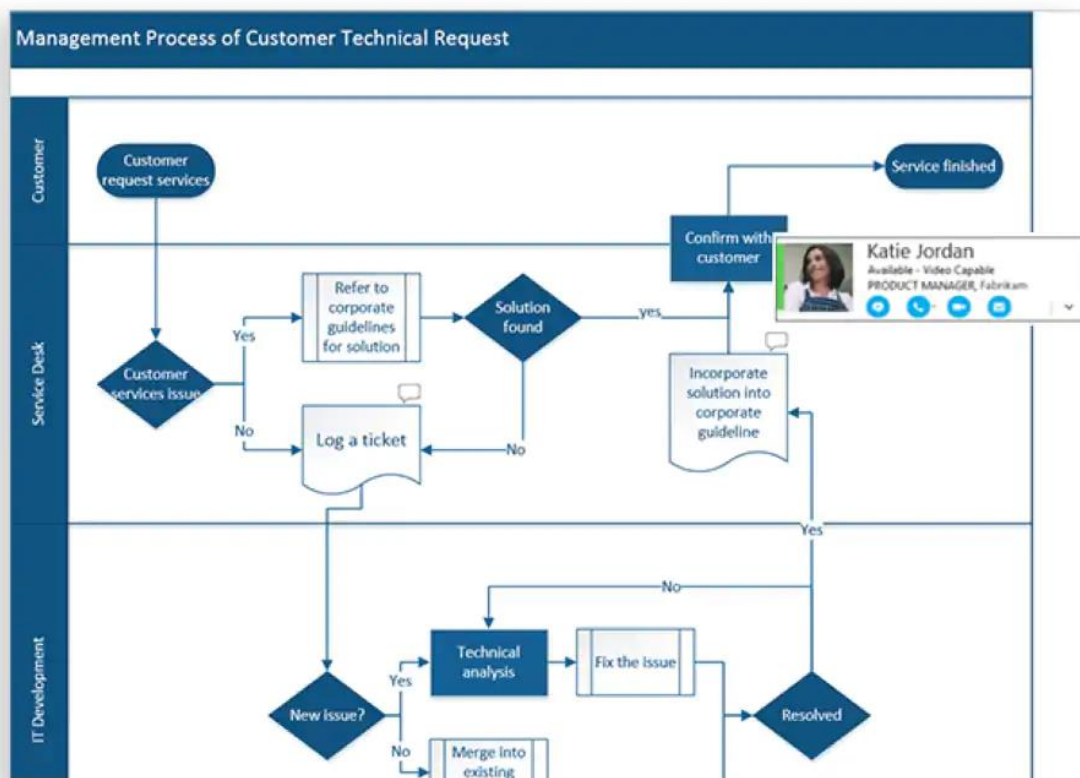 Management Process of Customer Technical Request
Customer
Customer
request services
Service finished
Confirm with
customer
Katie Jordan
Available - Video Capable
PRODUCT MANAGER, Fabrikam
Service Desk
Refer to
corporate
guidelines
for solution
Solution
found
yes
Yes
Customer
services issue
No
Log a ticket
No
Incorporate
solution into
corporate
guideline
Yes
IT Development
No
Technical
analysis
Fix the issue
Yes
New issue?
Resolved
No
Merge into
existing